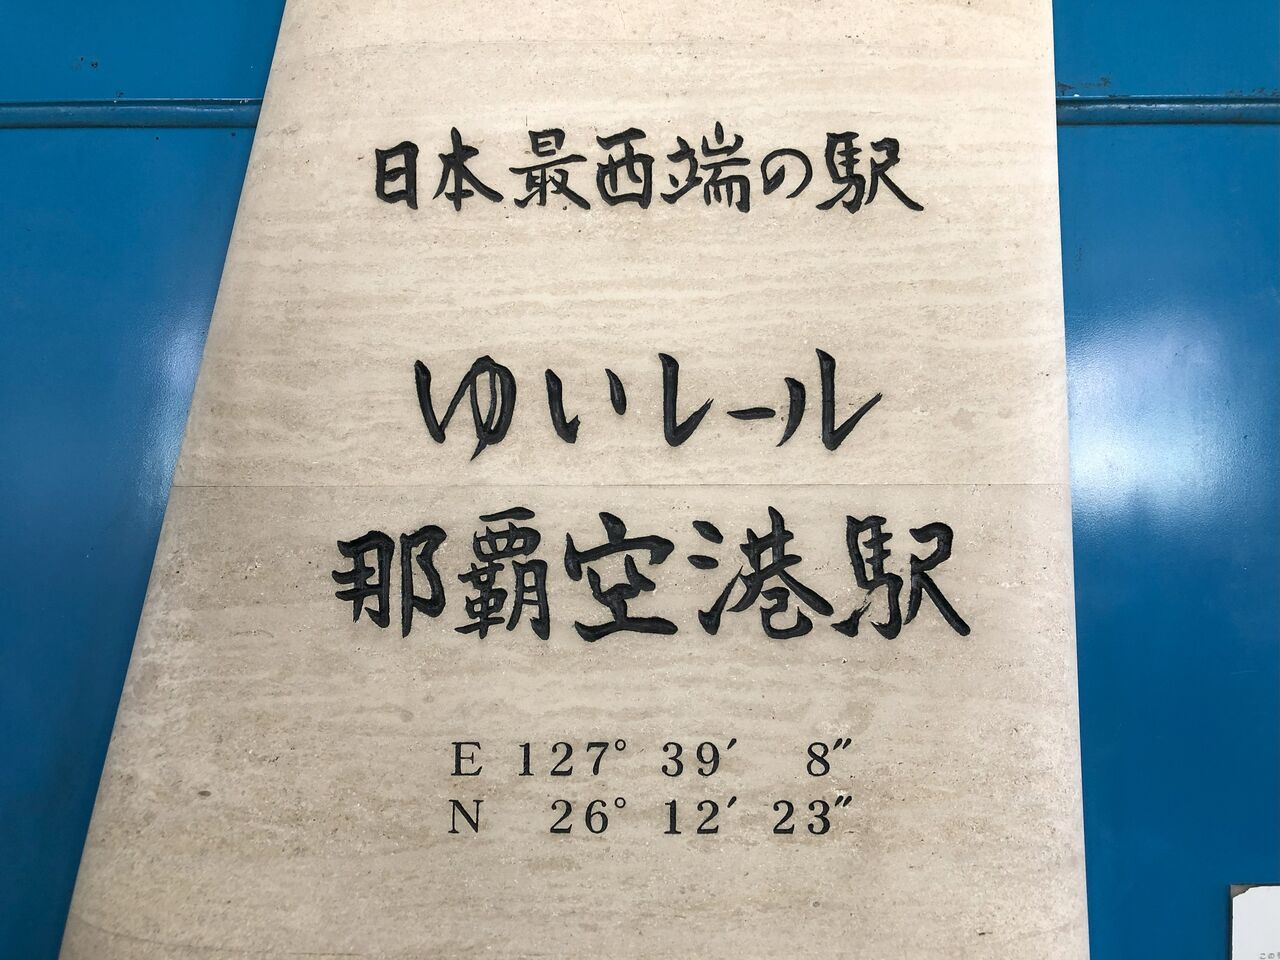 日本最西端の駅
ゆいレール
那覇空港駅
E 127° 39′ 8″
N 26° 12′ 23″